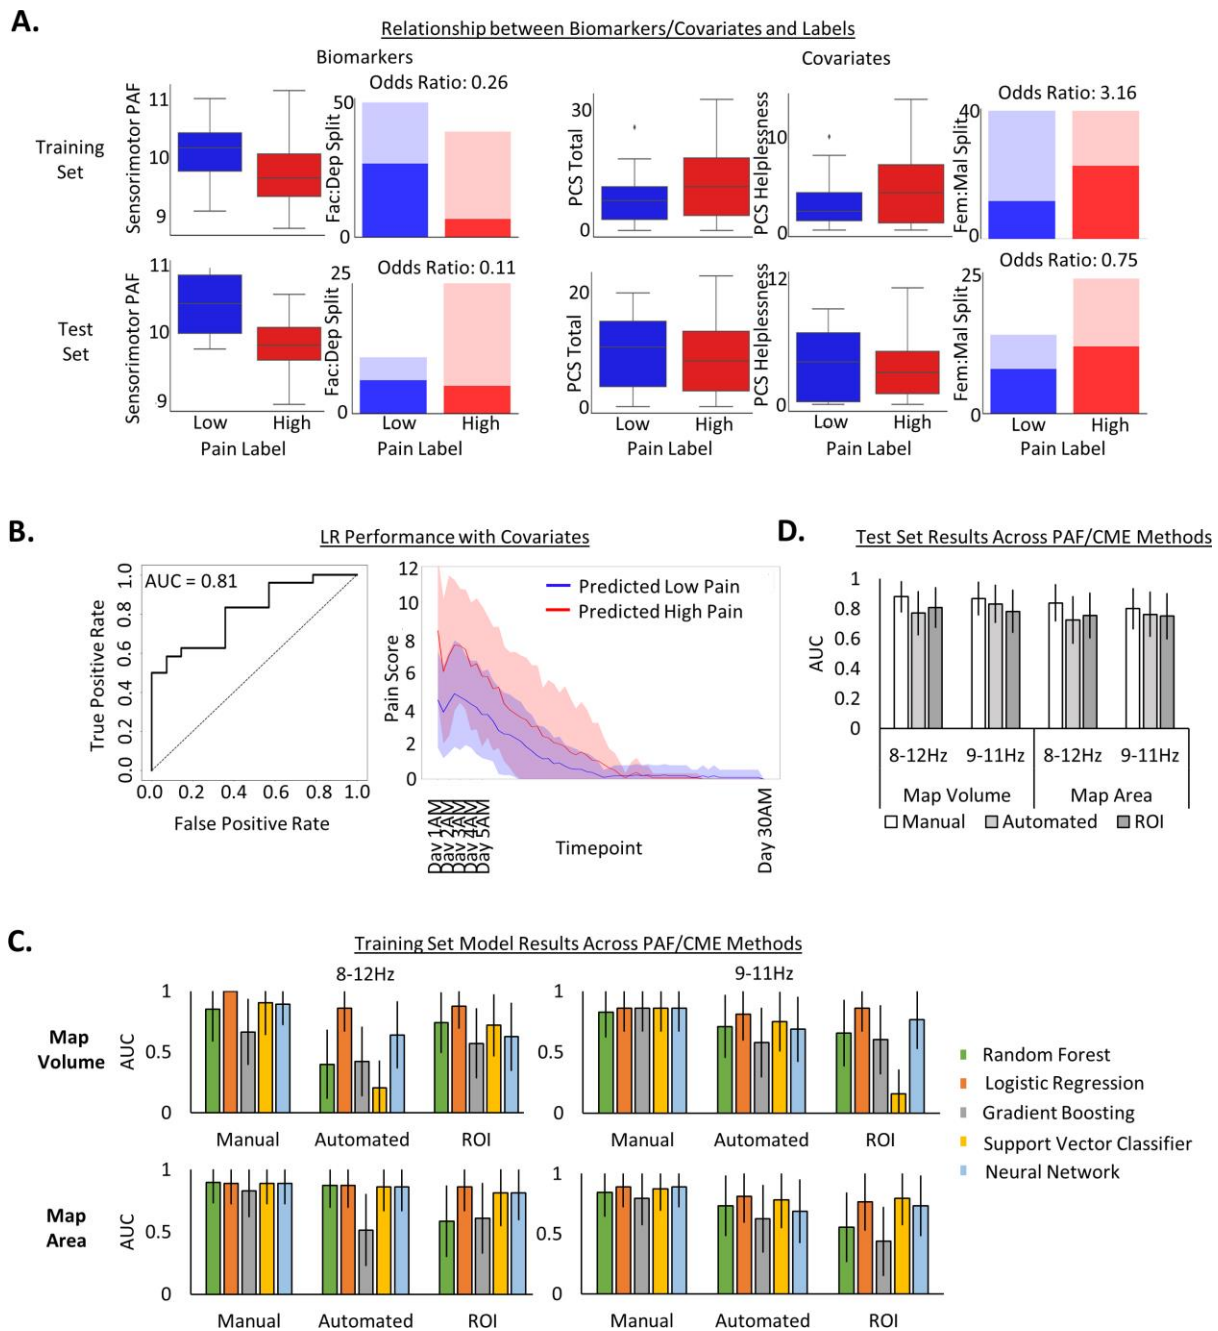 A.
Relationship between Biomarkers/Covariates and Labels
Biomarkers
Covariates
Training
Set
Sensorimotor PAF
11
10
9
Odds Ratio: 0.26
Fac:Dep Split
50
0
PCS Total
30
0
PCS Helplessness
10
0
Odds Ratio: 3.16
Fem:Mal Split
40
0
Test
Set
Sensorimotor PAF
11
10
9
Odds Ratio: 0.11
Fac:Dep Split
25
0
PCS Total
20
0
PCS Helplessness
12
0
Odds Ratio: 0.75
Fem:Mal Split
25
0
Low High
Pain Label
Low High
Pain Label
Low High
Pain Label
Low High
Pain Label
Low High
Pain Label
B.
LR Performance with Covariates
AUC = 0.81
True Positive Rate
0.0 0.2 0.4 0.6 0.8 1.0
0.0 0.2 0.4 0.6 0.8 1.0
False Positive Rate
Pain Score
12
10
8
6
4
2
0
Predicted Low Pain
Predicted High Pain
Day 1AM
Day 2AM
Day 3AM
Day 4AM
Day 5AM
Day 30AM
Timepoint
D.
Test Set Results Across PAF/CME Methods
AUC
1
0.8
0.6
0.4
0.2
0
8-12Hz 9-11Hz 8-12Hz 9-11Hz
Map Volume Map Area
Manual Automated ROI
C.
Training Set Model Results Across PAF/CME Methods
8-12Hz
9-11Hz
Map
Volume
AUC
1
0.5
0
Manual Automated ROI
1
0.5
0
Manual Automated ROI
Map
Area
AUC
1
0.5
0
Manual Automated ROI
1
0.5
0
Manual Automated ROI
Random Forest
Logistic Regression
Gradient Boosting
Support Vector Classifier
Neural Network